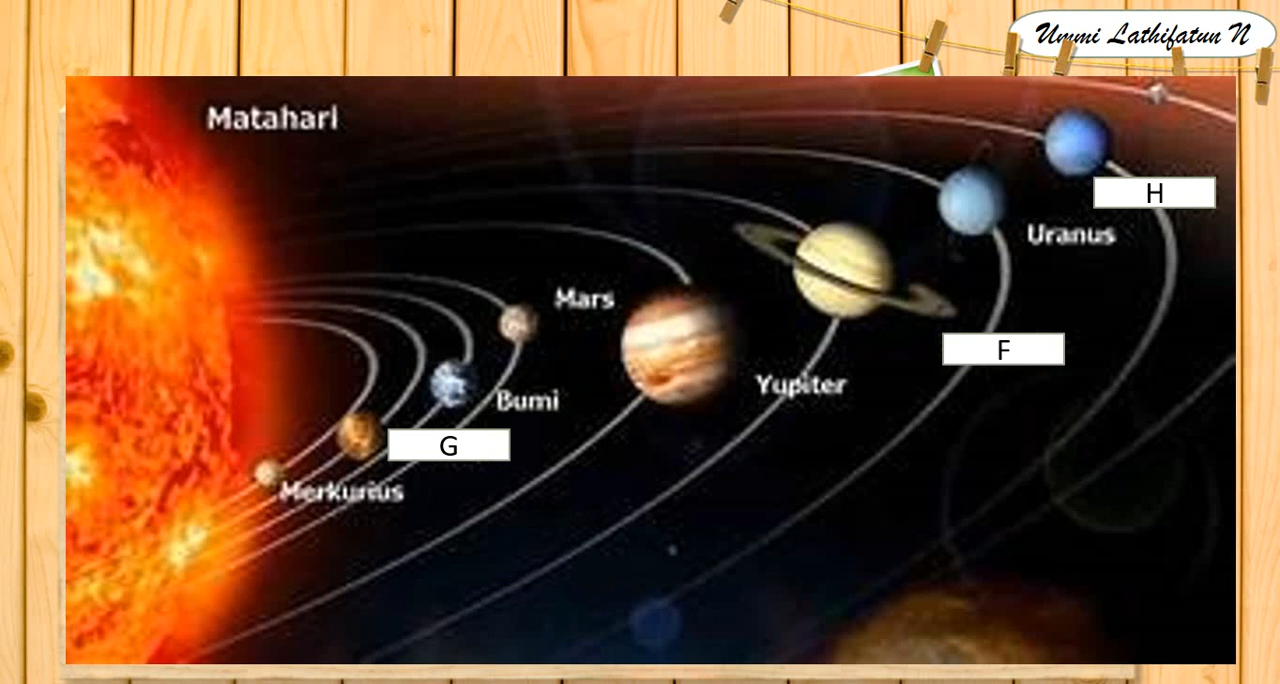 Ummi Lathifatun N
Matahari
H
Uranus
Mars
F
Yupiter
Bumi
G
Merkurius